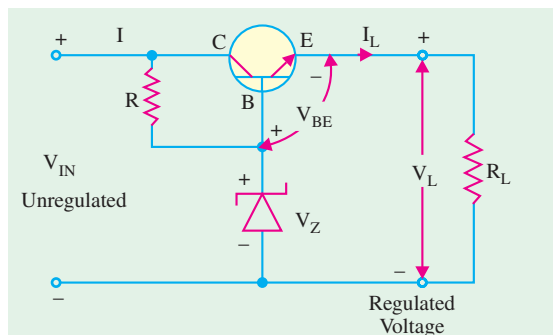 + I C E I_L +
−
R B
+ V_BE
V_IN
Unregulated
+ V_Z −
V_L R_L
− −
Regulated
Voltage